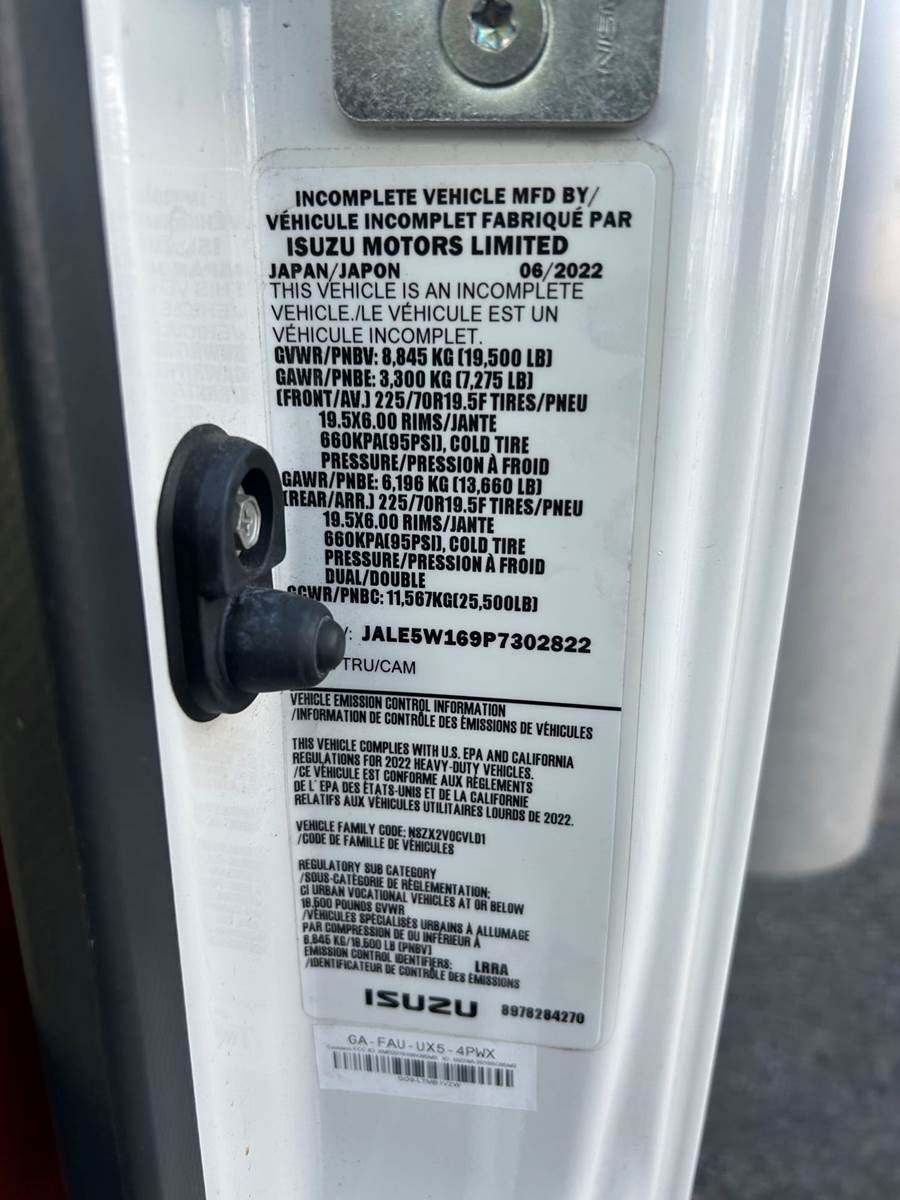 INCOMPLETE VEHICLE MFD BY/
VÉHICULE INCOMPLET FABRIQUÉ PAR
ISUZU MOTORS LIMITED
JAPAN/JAPON 06/2022
THIS VEHICLE IS AN INCOMPLETE
VEHICLE./LE VÉHICULE EST UN
VÉHICULE INCOMPLET.
GVWR/PNBV: 8,845 KG (19,500 LB)
GAWR/PNBE: 3,300 KG (7,275 LB)
(FRONT/AV.) 225/70R19.5F TIRES/PNEU
19.5X6.00 RIMS/JANTE
660KPA(95PSI), COLD TIRE
PRESSURE/PRESSION À FROID
GAWR/PNBE: 6,196 KG (13,660 LB)
(REAR/ARR.) 225/70R19.5F TIRES/PNEU
19.5X6.00 RIMS/JANTE
660KPA(95PSI), COLD TIRE
PRESSURE/PRESSION À FROID
DUAL/DOUBLE
GCWR/PNBC: 11,567KG(25,500LB)
JALE5W169P7302822
TRU/CAM
VEHICLE EMISSION CONTROL INFORMATION
/INFORMATION DE CONTRÔLE DES ÉMISSIONS DE VÉHICULES
THIS VEHICLE COMPLIES WITH U.S. EPA AND CALIFORNIA
REGULATIONS FOR 2022 HEAVY-DUTY VEHICLES.
/CE VÉHICULE EST CONFORME AUX RÈGLEMENTS
DE L'EPA DES ÉTATS-UNIS ET DE LA CALIFORNIE
RELATIFS AUX VÉHICULES UTILITAIRES LOURDS DE 2022.
VEHICLE FAMILY CODE: NSZX2VOCVLD1
/CODE DE FAMILLE DE VÉHICULES
REGULATORY SUB CATEGORY
/SOUS-CATÉGORIE DE RÈGLEMENTATION:
CI URBAN VOCATIONAL VEHICLES AT OR BELOW
19,500 POUNDS GVWR
/VÉHICULES SPÉCIALISÉS URBAINS À ALLUMAGE
PAR COMPRESSION DE OU INFÉRIEUR À
8,845 KG/19,500 LB (PNBV)
EMISSION CONTROL IDENTIFIERS: LRRA
/IDENTIFICATEUR DE CONTRÔLE DES ÉMISSIONS
ISUZU 8978284270
GA-FAU-UX5-4PWX